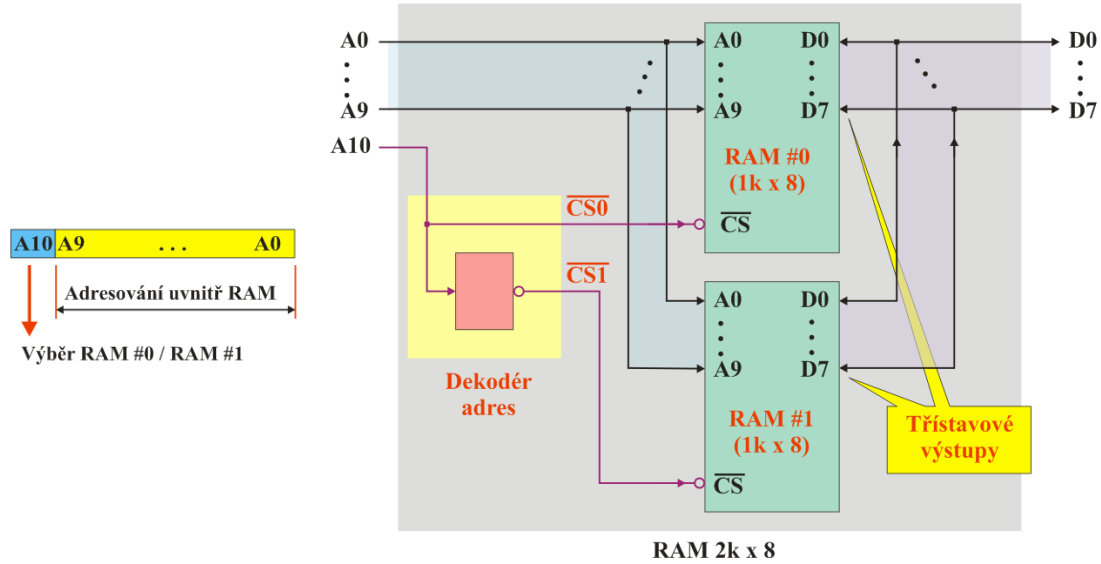 A10 A9 . . . A0
Adresování uvnitř RAM
Výběr RAM #0 / RAM #1
A0
A9
A10
A0 D0
A9 D7
RAM #0
(1k x 8)
CS
D0
D7
CS0
CS1
Dekodér
adres
A0 D0
A9 D7
RAM #1
(1k x 8)
CS
Třístavové
výstupy
RAM 2k x 8